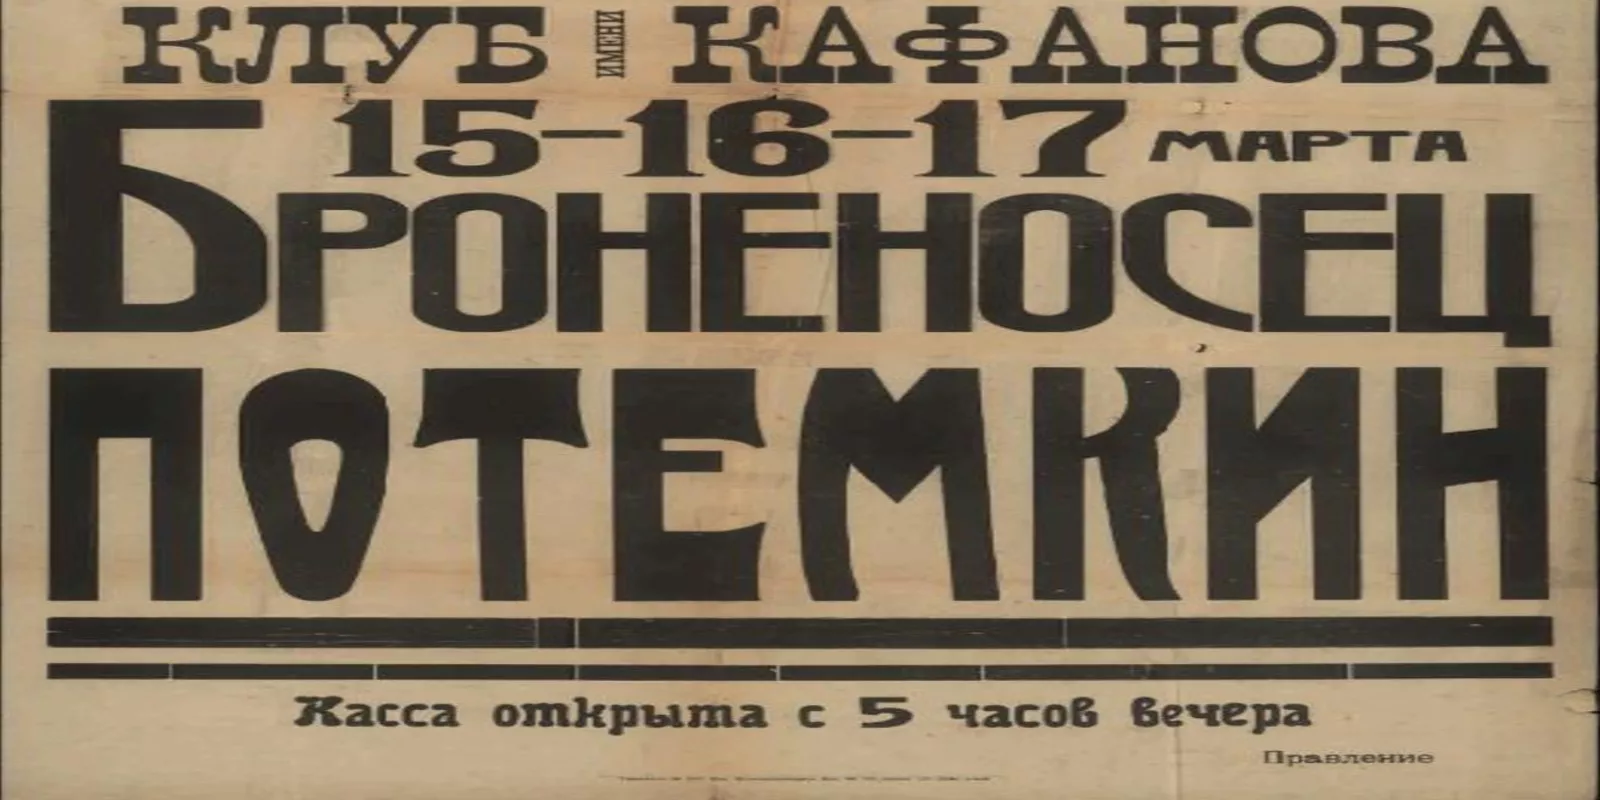 КЛУБ ИМЕНИ КАФАНОВА
15–16–17 МАРТА
БРОНЕНОСЕЦ
ПОТЕМКИН
Касса открыта с 5 часов вечера
Правление